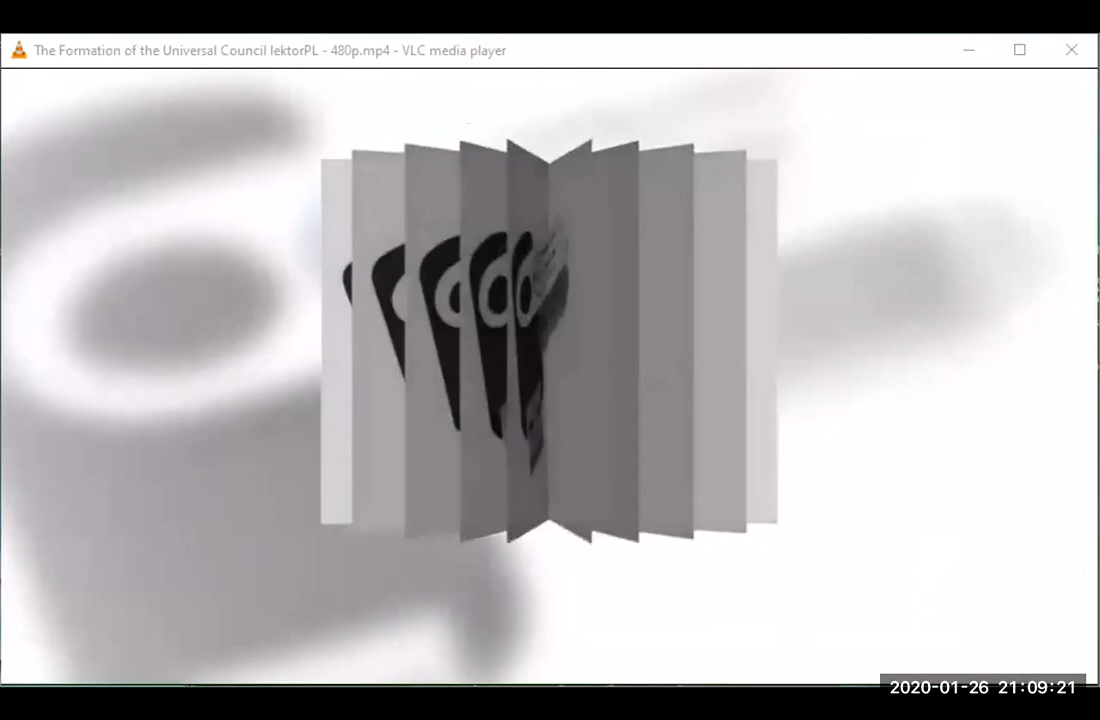 The Formation of the Universal Council lektorPL - 480p.mp4 - VLC media player
2020-01-26 21:09:21